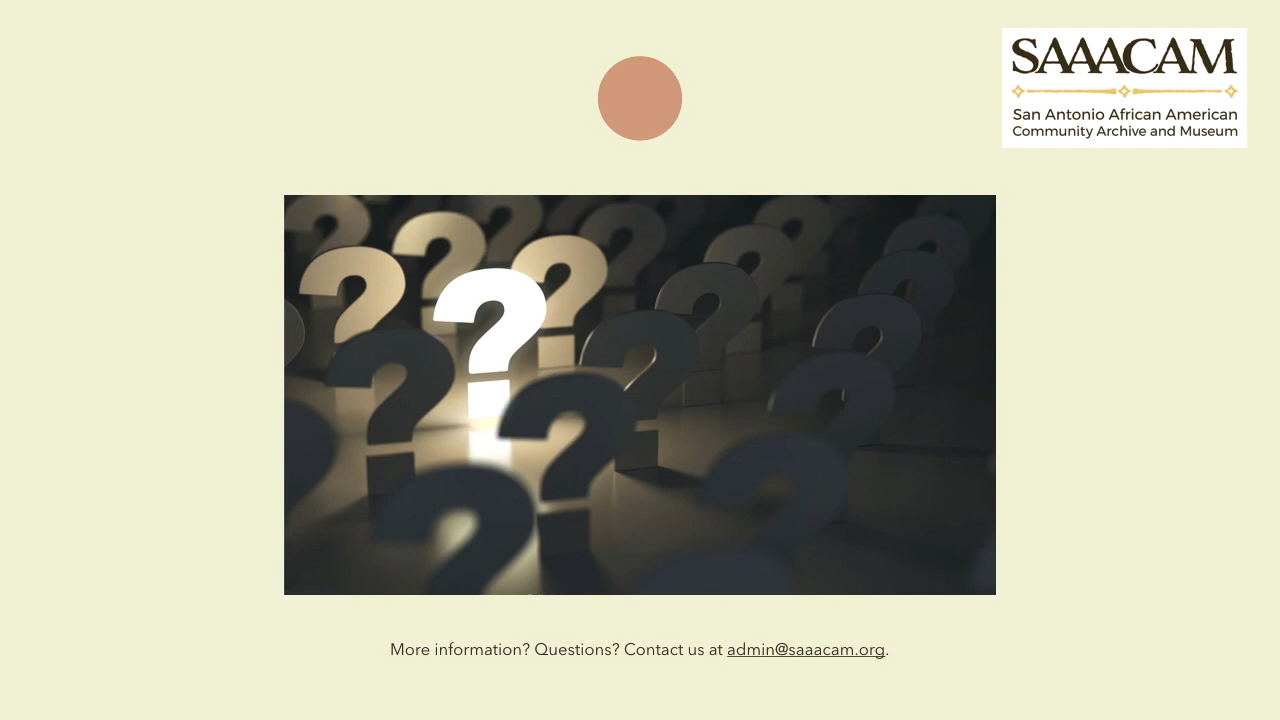 SAAACAM
San Antonio African American
Community Archive and Museum
More information? Questions? Contact us at admin@saaacam.org.